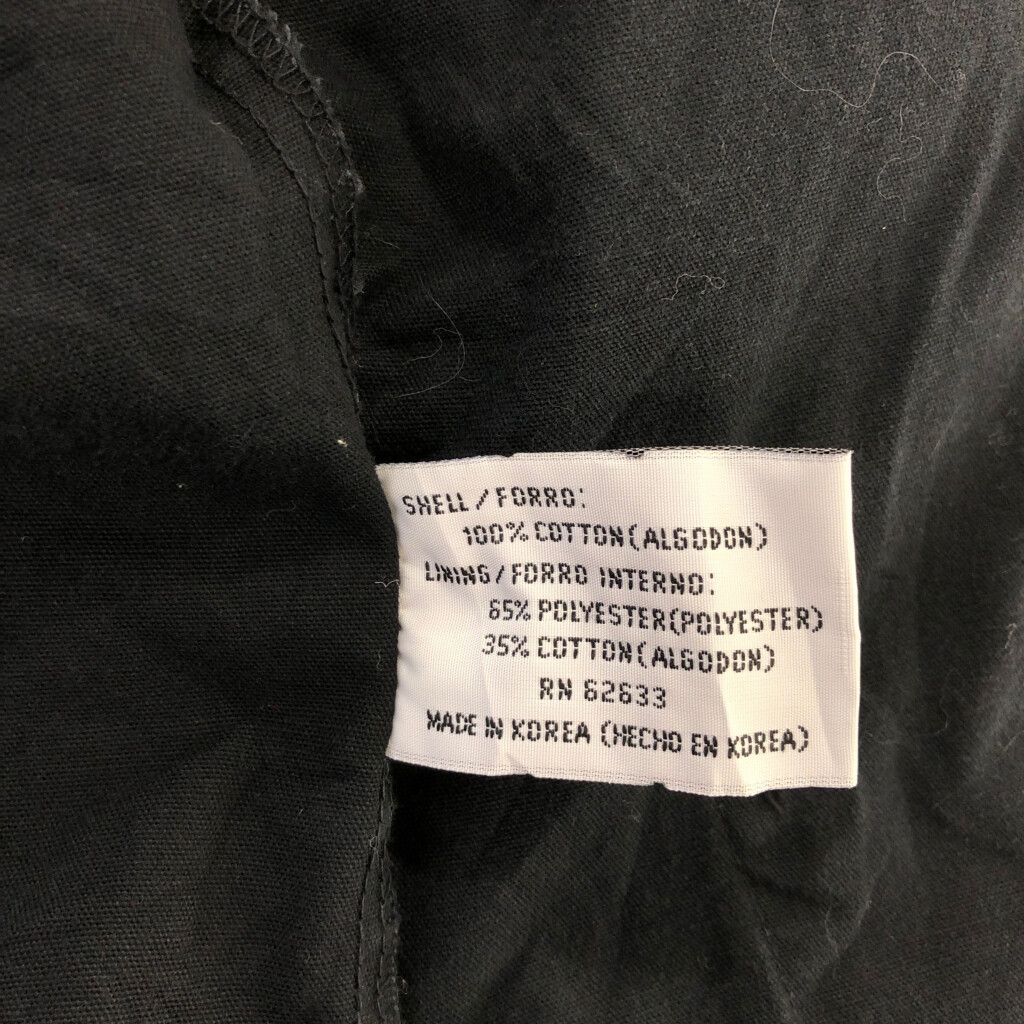 SHELL / FORRO:
100% COTTON (ALGODON)
LINING / FORRO INTERNO:
65% POLYESTER (POLYESTER)
35% COTTON (ALGODON)
RN 62633
MADE IN KOREA (HECHO EN KOREA)